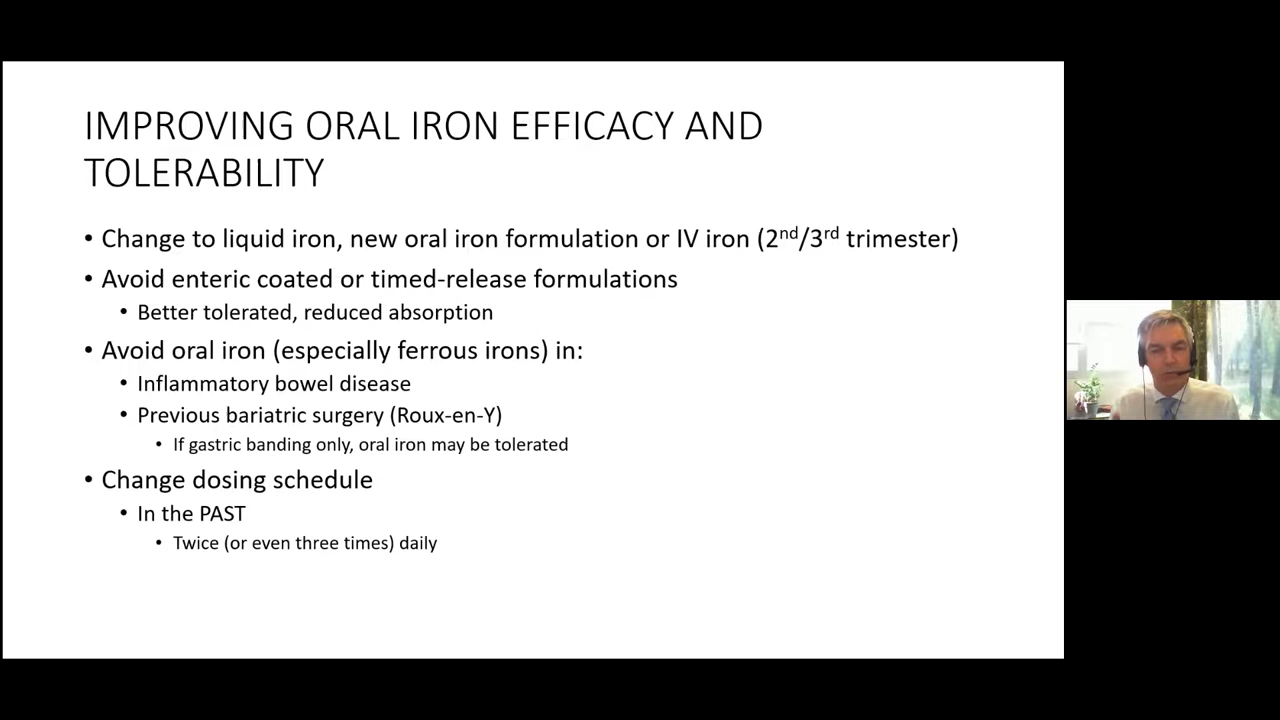 IMPROVING ORAL IRON EFFICACY AND
TOLERABILITY
• Change to liquid iron, new oral iron formulation or IV iron (2nd/3rd trimester)
• Avoid enteric coated or timed-release formulations
• Better tolerated, reduced absorption
• Avoid oral iron (especially ferrous irons) in:
• Inflammatory bowel disease
• Previous bariatric surgery (Roux-en-Y)
• If gastric banding only, oral iron may be tolerated
• Change dosing schedule
• In the PAST
• Twice (or even three times) daily